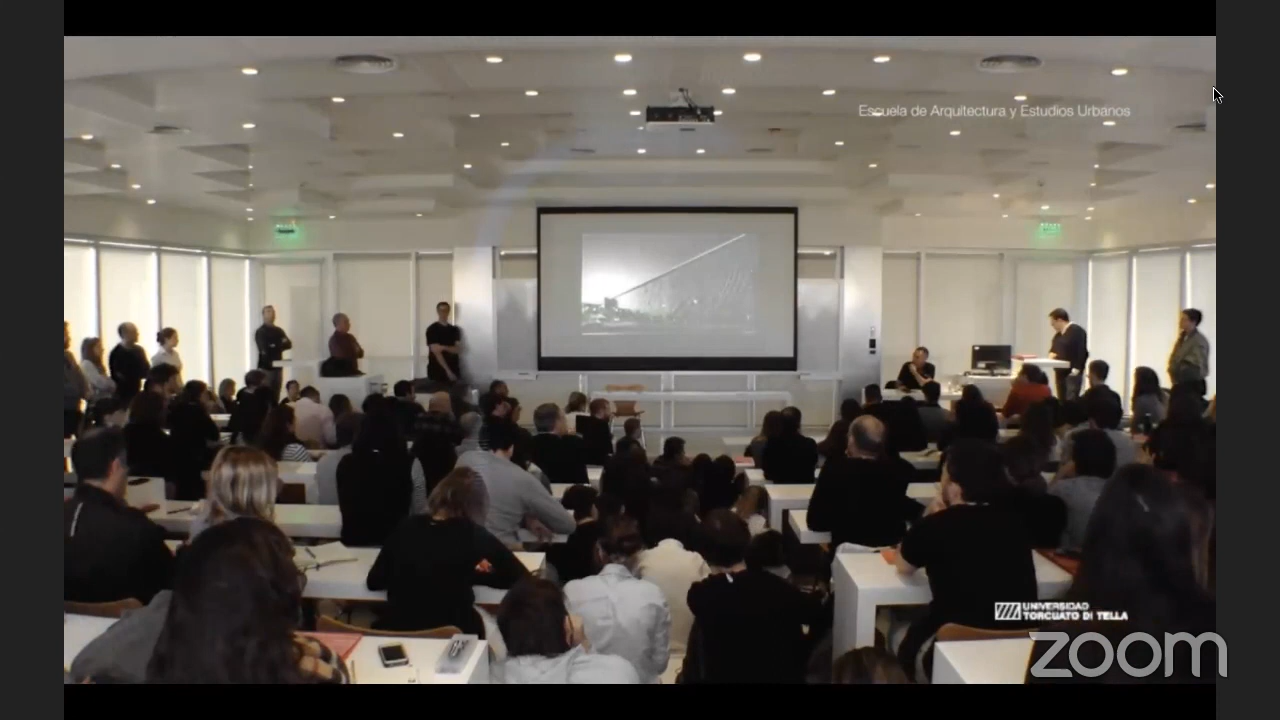 Escuela de Arquitectura y Estudios Urbanos
UNIVERSIDAD
TORCUATO DI TELLA
zoom